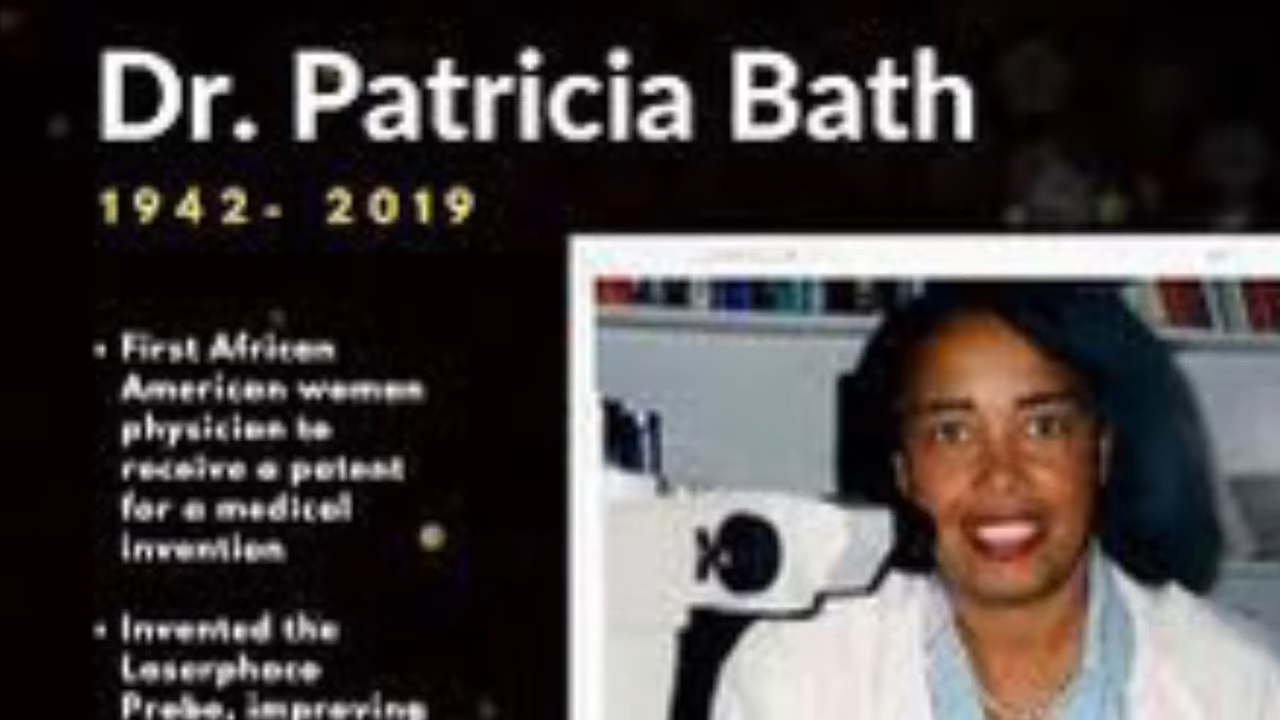 Dr. Patricia Bath
1942- 2019
• First African
American woman
physician to
receive a patent
for a medical
invention
• Invented the
Laserphaco
Probe, improving